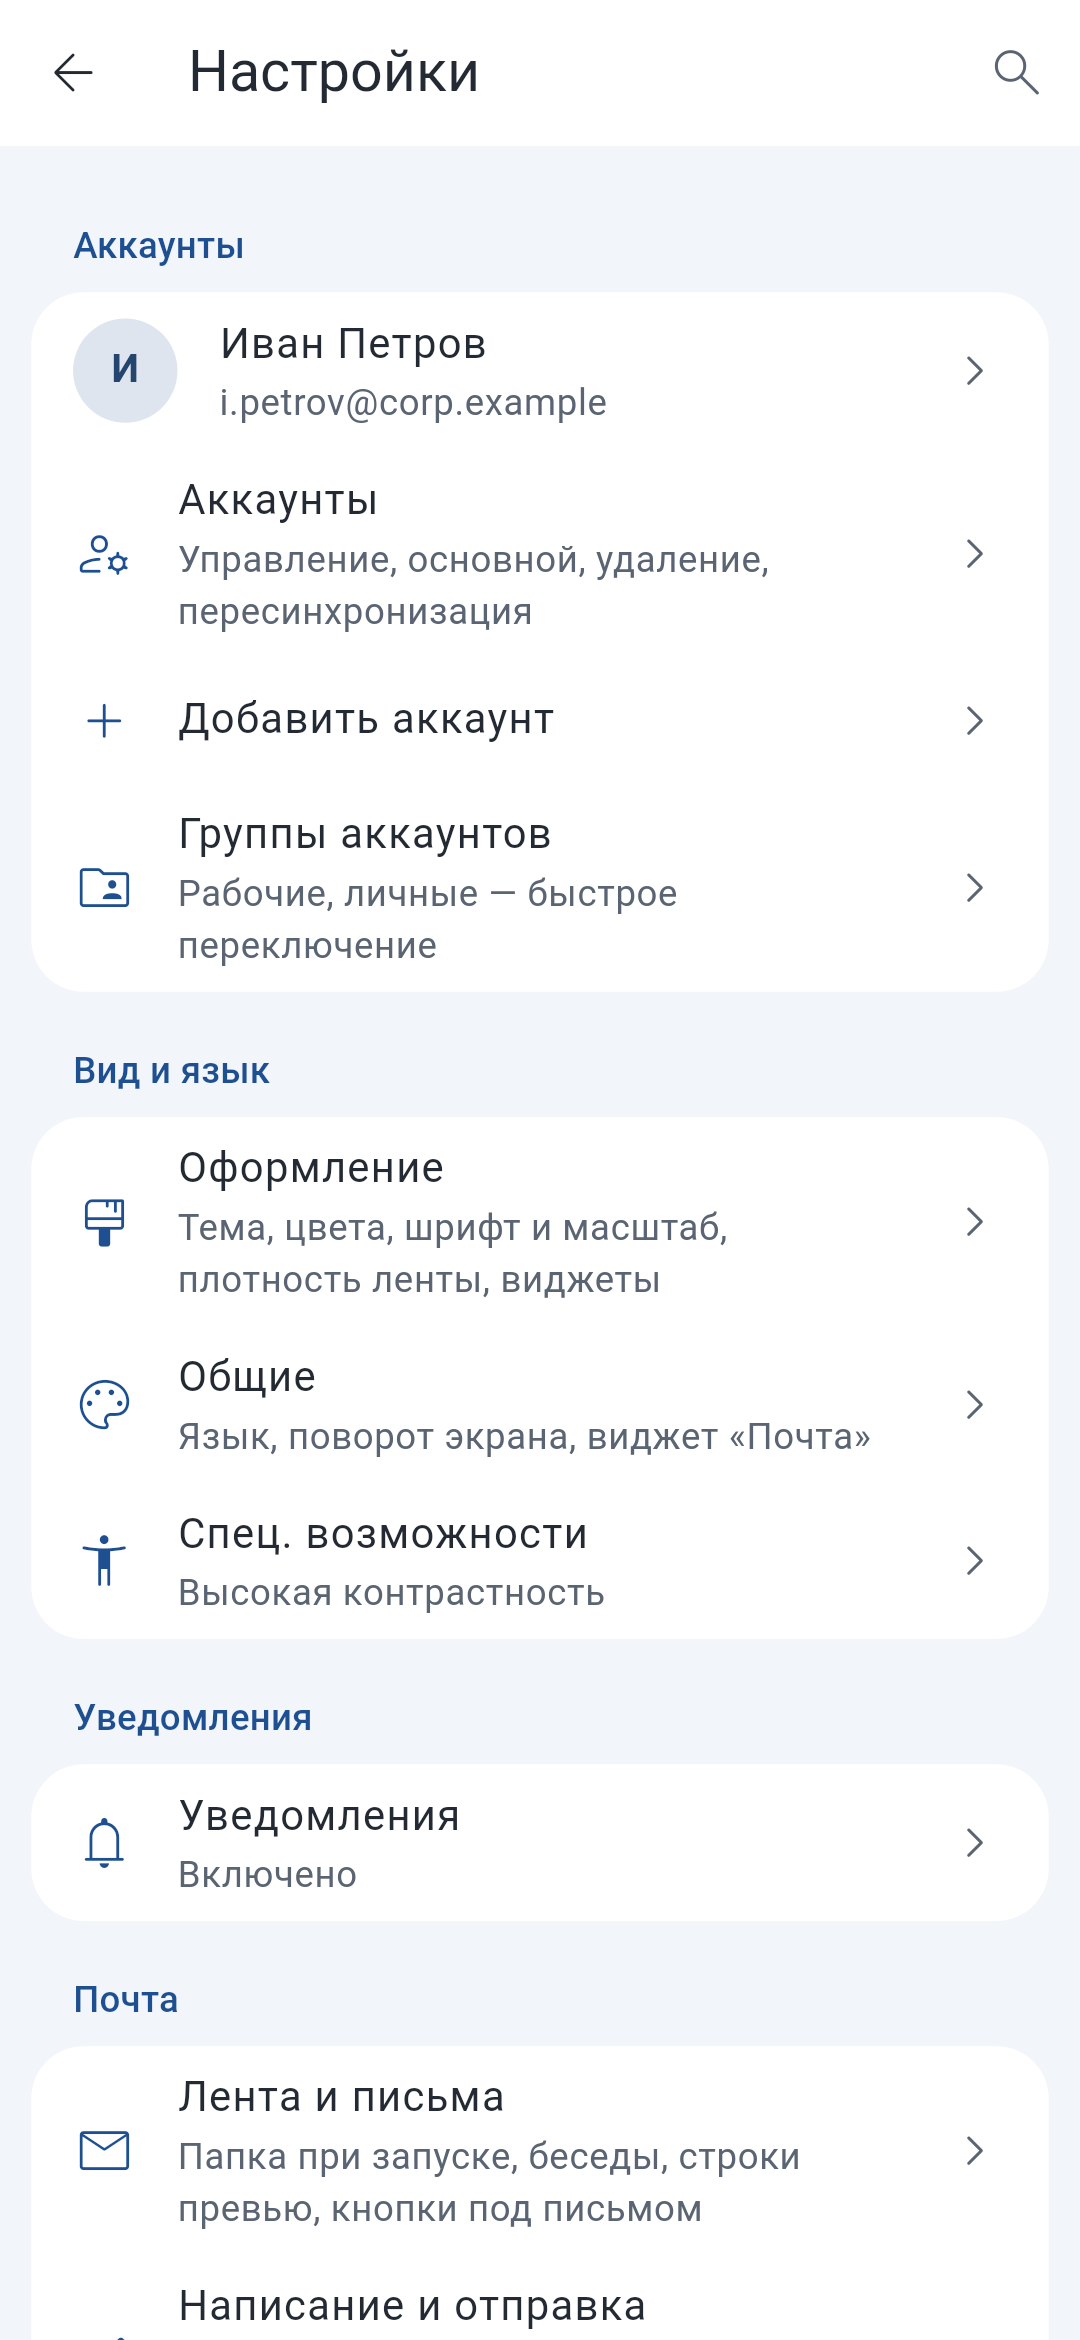 Настройки
Аккаунты
И
Иван Петров
i.petrov@corp.example
Аккаунты
Управление, основной, удаление,
пересинхронизация
Добавить аккаунт
Группы аккаунтов
Рабочие, личные — быстрое
переключение
Вид и язык
Оформление
Тема, цвета, шрифт и масштаб,
плотность ленты, виджеты
Общие
Язык, поворот экрана, виджет «Почта»
Спец. возможности
Высокая контрастность
Уведомления
Уведомления
Включено
Почта
Лента и письма
Папка при запуске, беседы, строки
превью, кнопки под письмом
Написание и отправка